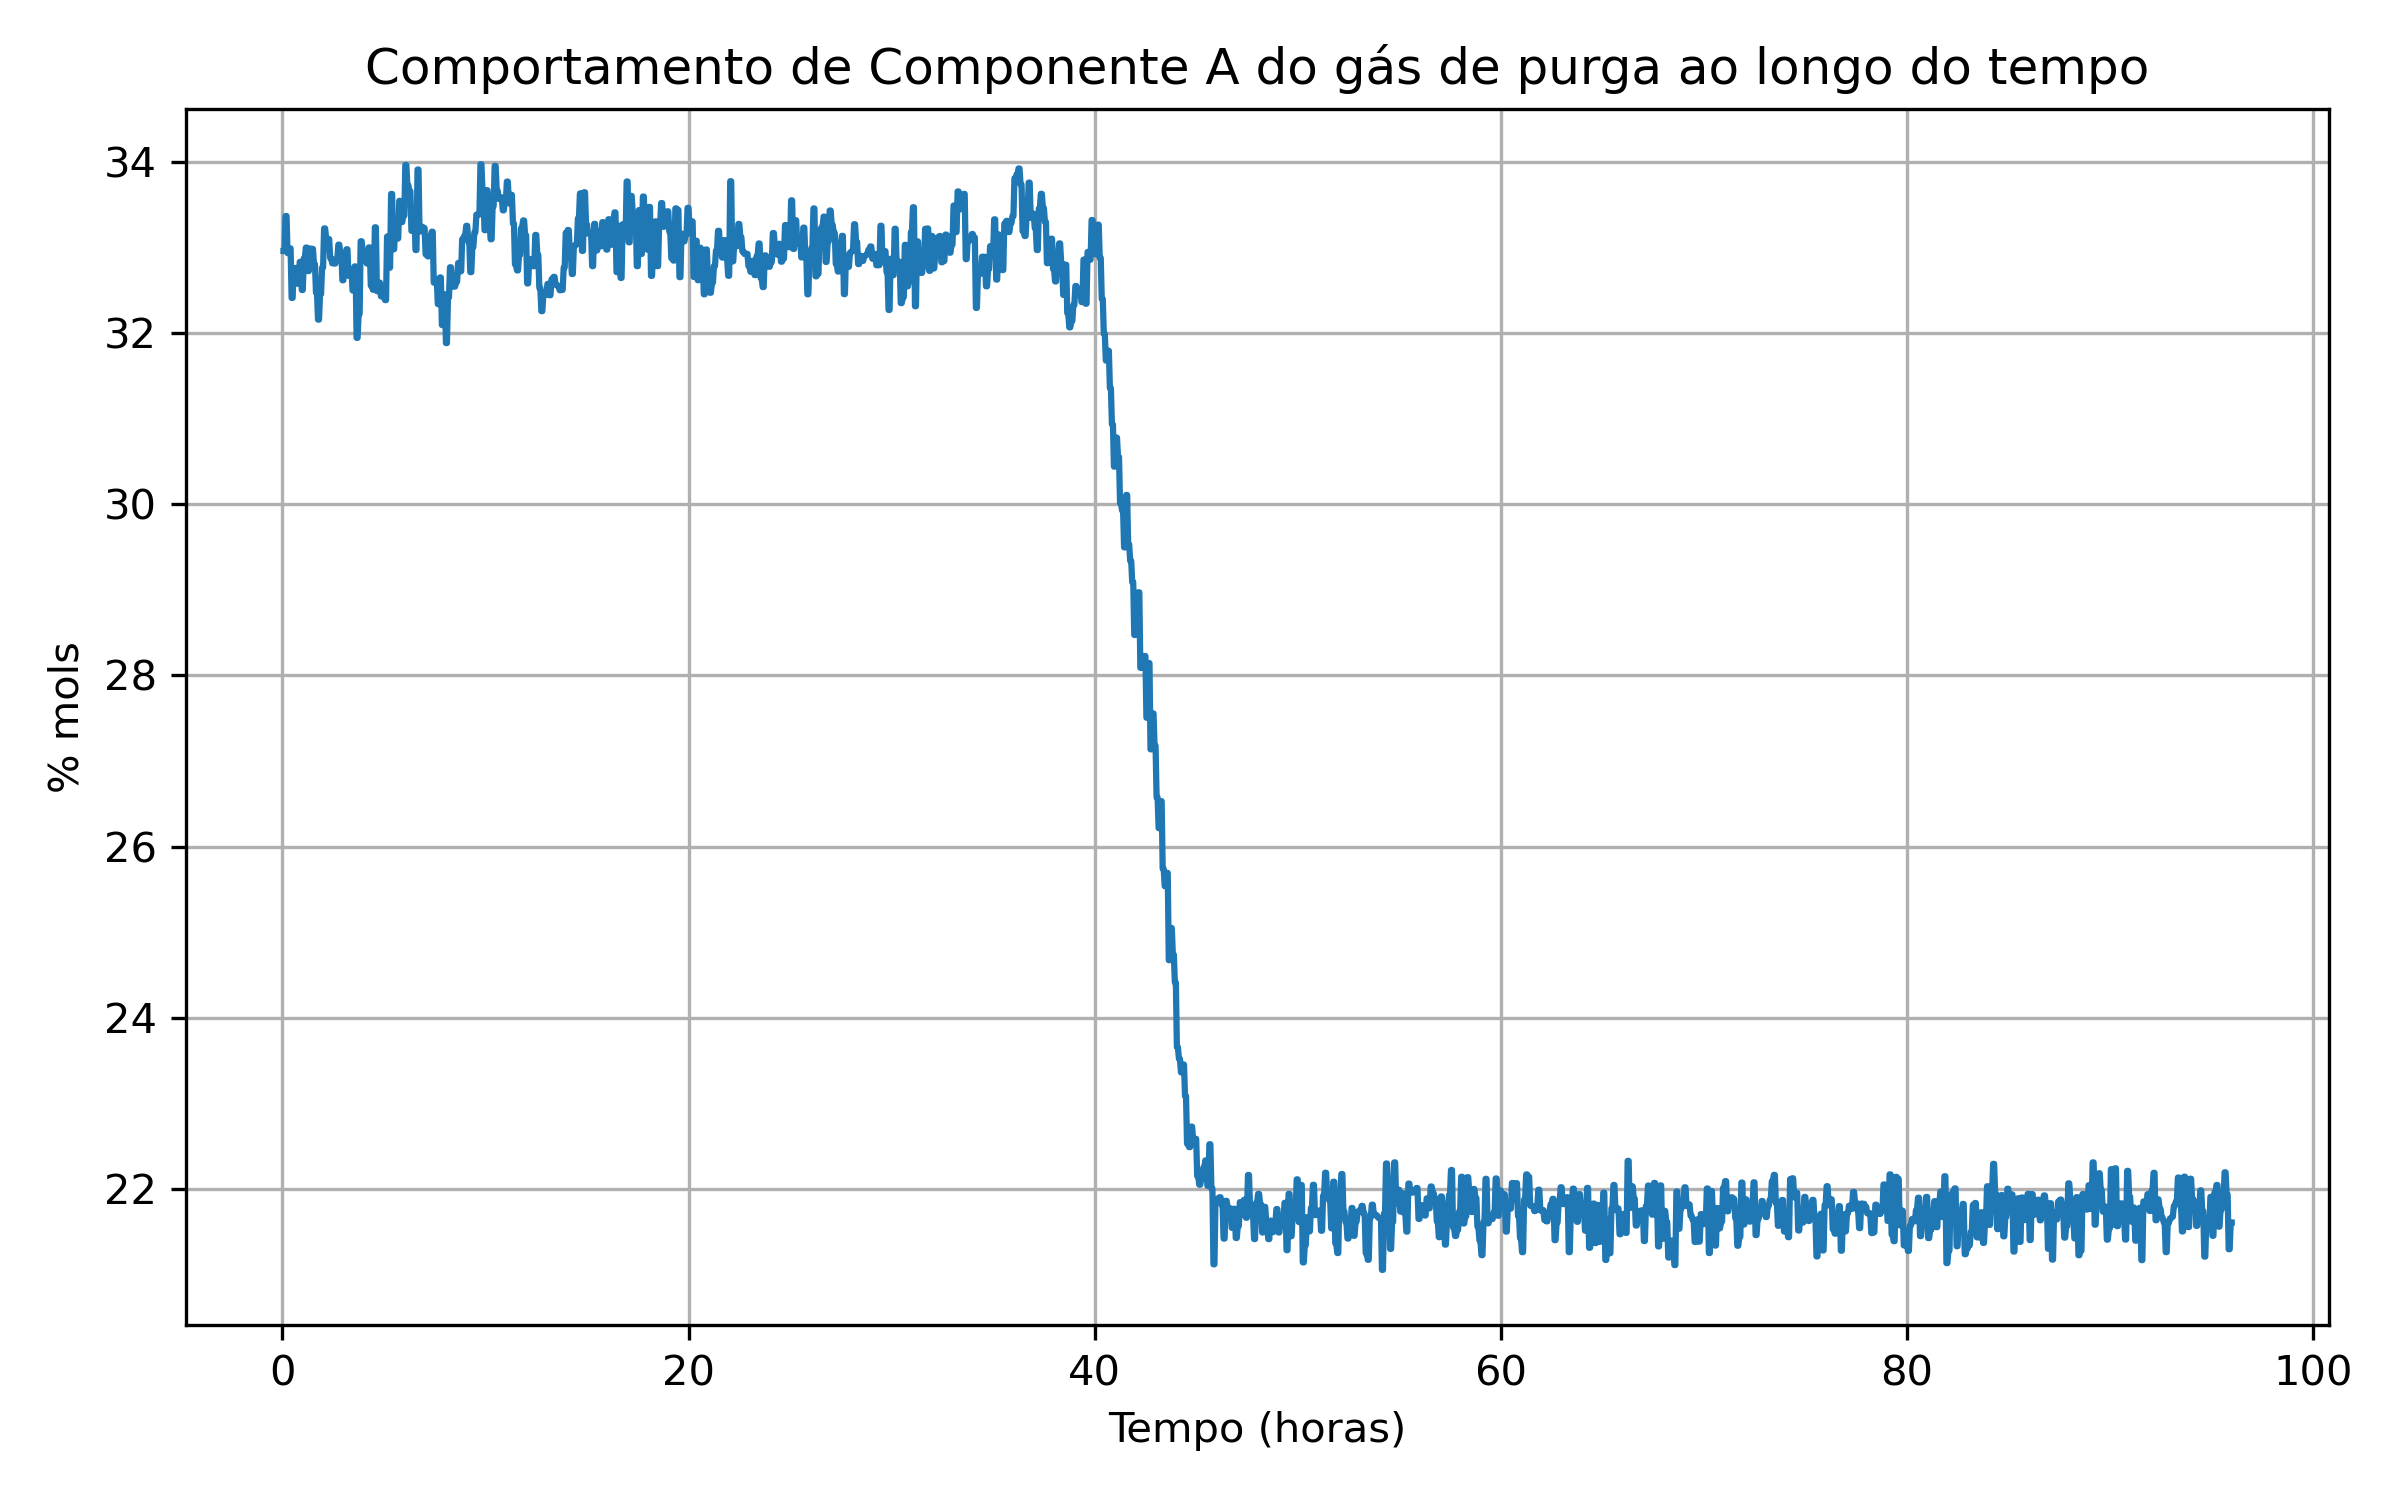 Comportamento de Componente A do gás de purga ao longo do tempo
34
32
30
28
26
24
22
% mols
0 20 40 60 80 100
Tempo (horas)